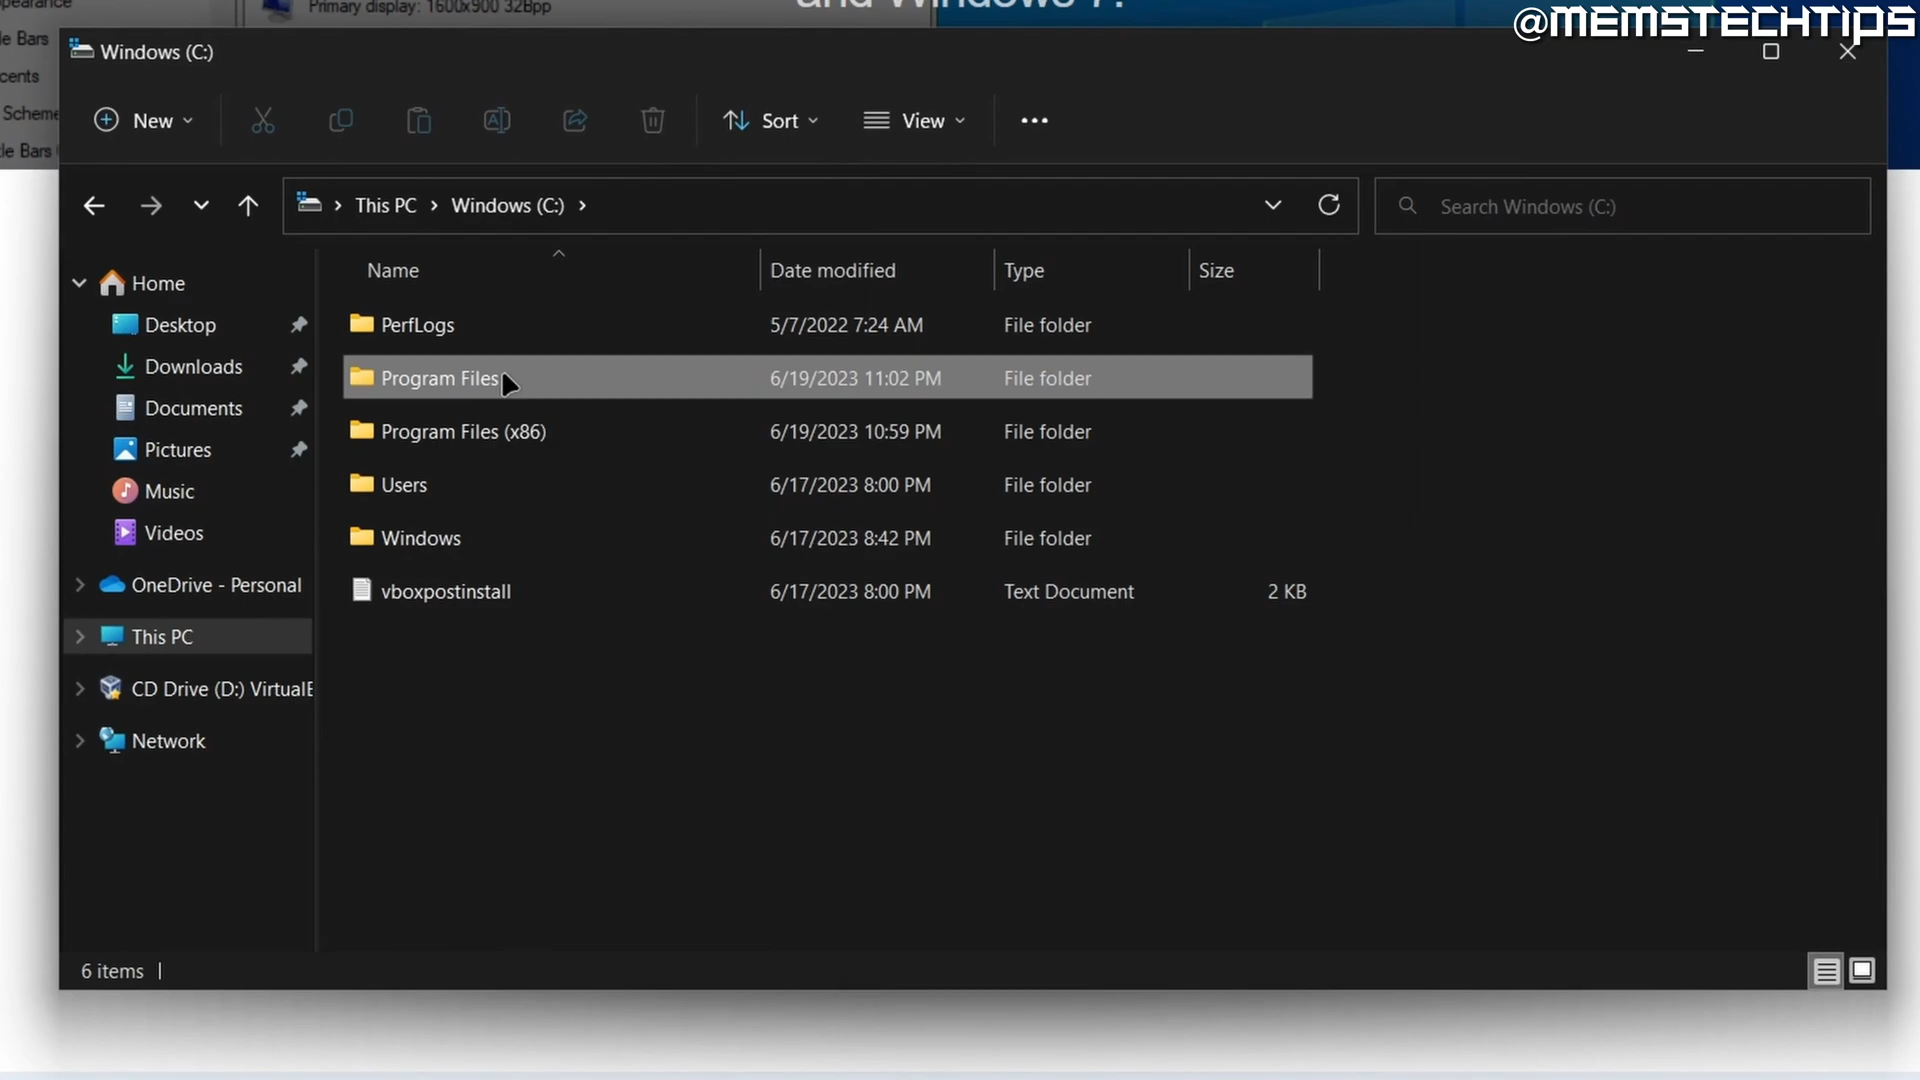 Primary display: 1600x900 32Bpp
and Windows 7.
@MEMSTECHTIPS
le Bars
cents
Scheme
tle Bars
Windows (C:)
New
Sort
View
This PC
Windows (C:)
Search Windows (C:)
Name
Date modified
Type
Size
Home
Desktop
Downloads
Documents
Pictures
Music
Videos
OneDrive - Personal
This PC
CD Drive (D:) VirtualB
Network
PerfLogs 5/7/2022 7:24 AM File folder
Program Files 6/19/2023 11:02 PM File folder
Program Files (x86) 6/19/2023 10:59 PM File folder
Users 6/17/2023 8:00 PM File folder
Windows 6/17/2023 8:42 PM File folder
vboxpostinstall 6/17/2023 8:00 PM Text Document 2 KB
6 items